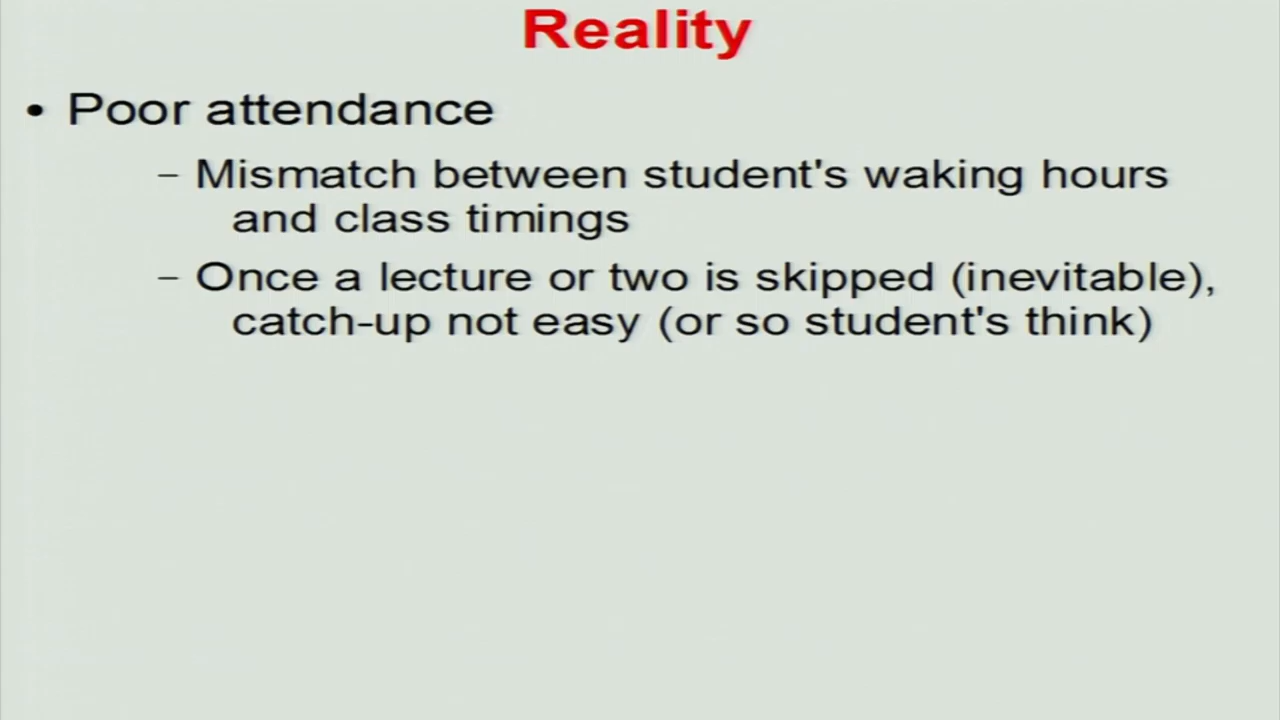 Reality
• Poor attendance
– Mismatch between student's waking hours
and class timings
– Once a lecture or two is skipped (inevitable),
catch-up not easy (or so student's think)